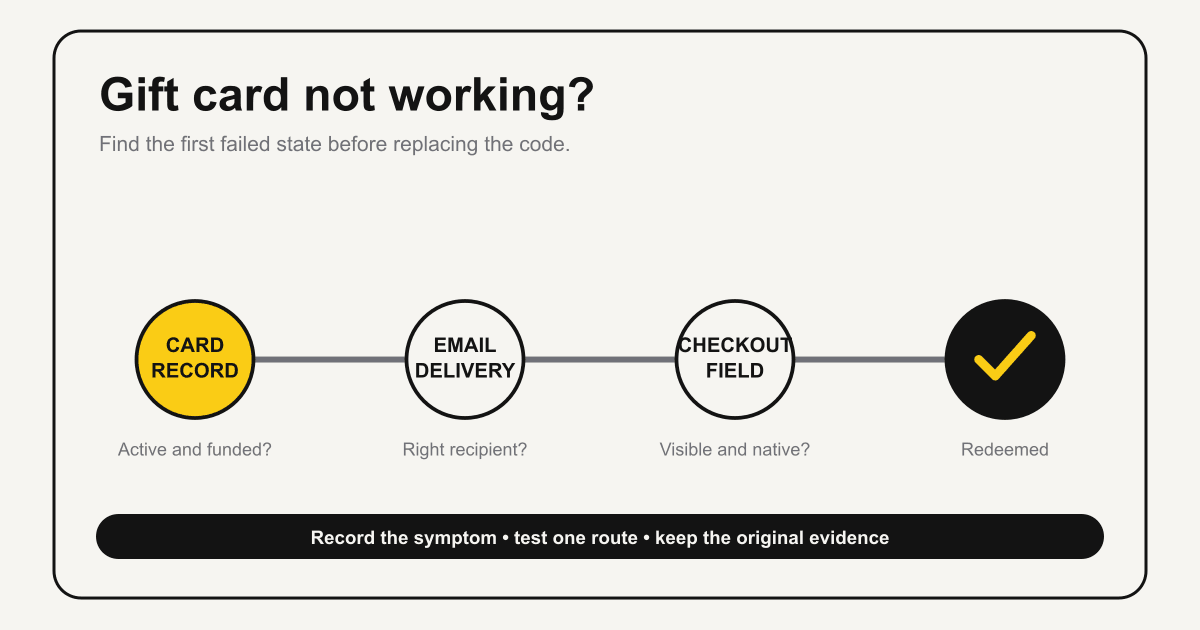 Gift card not working?
Find the first failed state before replacing the code.
CARD
RECORD
EMAIL
DELIVERY
CHECKOUT
FIELD
Active and funded?
Right recipient?
Visible and native?
Redeemed
Record the symptom • test one route • keep the original evidence